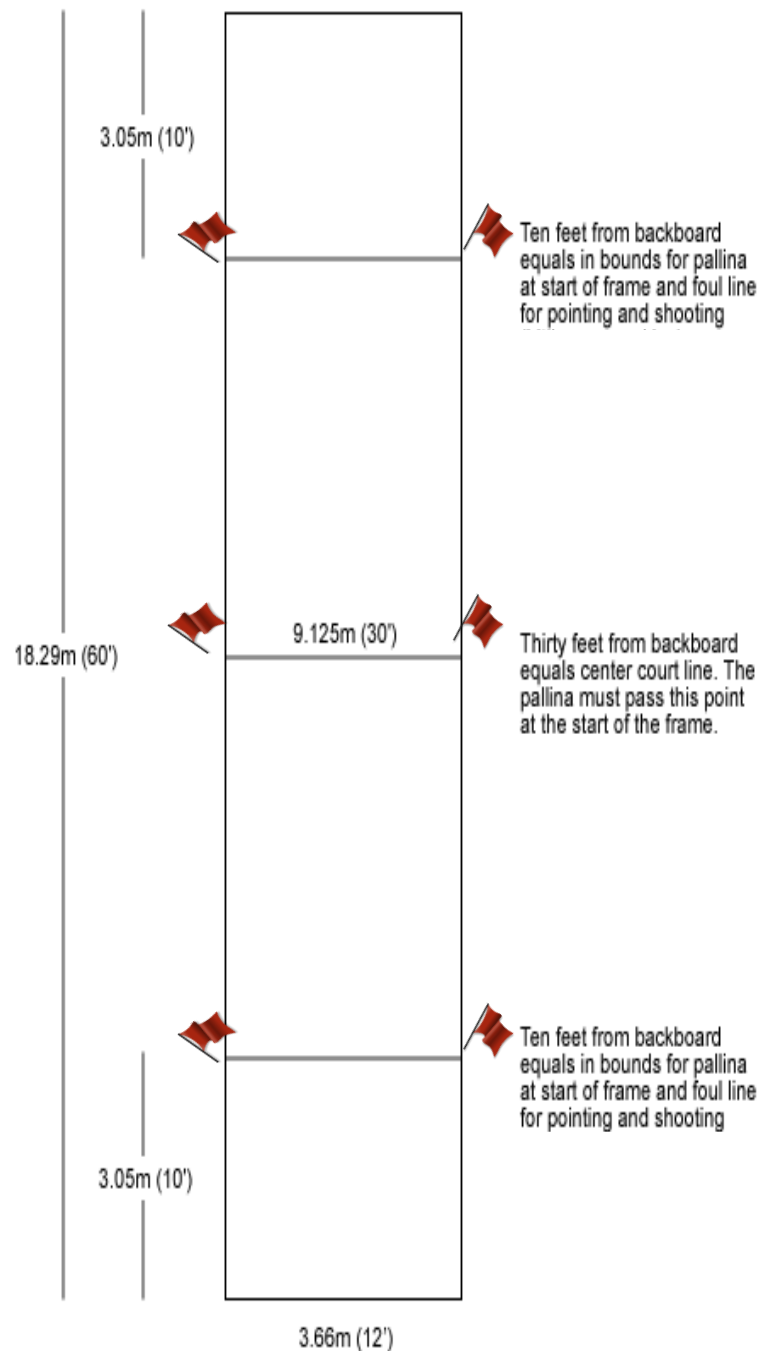 3.05m (10')
Ten feet from backboard
equals in bounds for pallina
at start of frame and foul line
for pointing and shooting
9.125m (30')
18.29m (60')
Thirty feet from backboard
equals center court line. The
pallina must pass this point
at the start of the frame.
Ten feet from backboard
equals in bounds for pallina
at start of frame and foul line
for pointing and shooting
3.05m (10')
3.66m (12’)